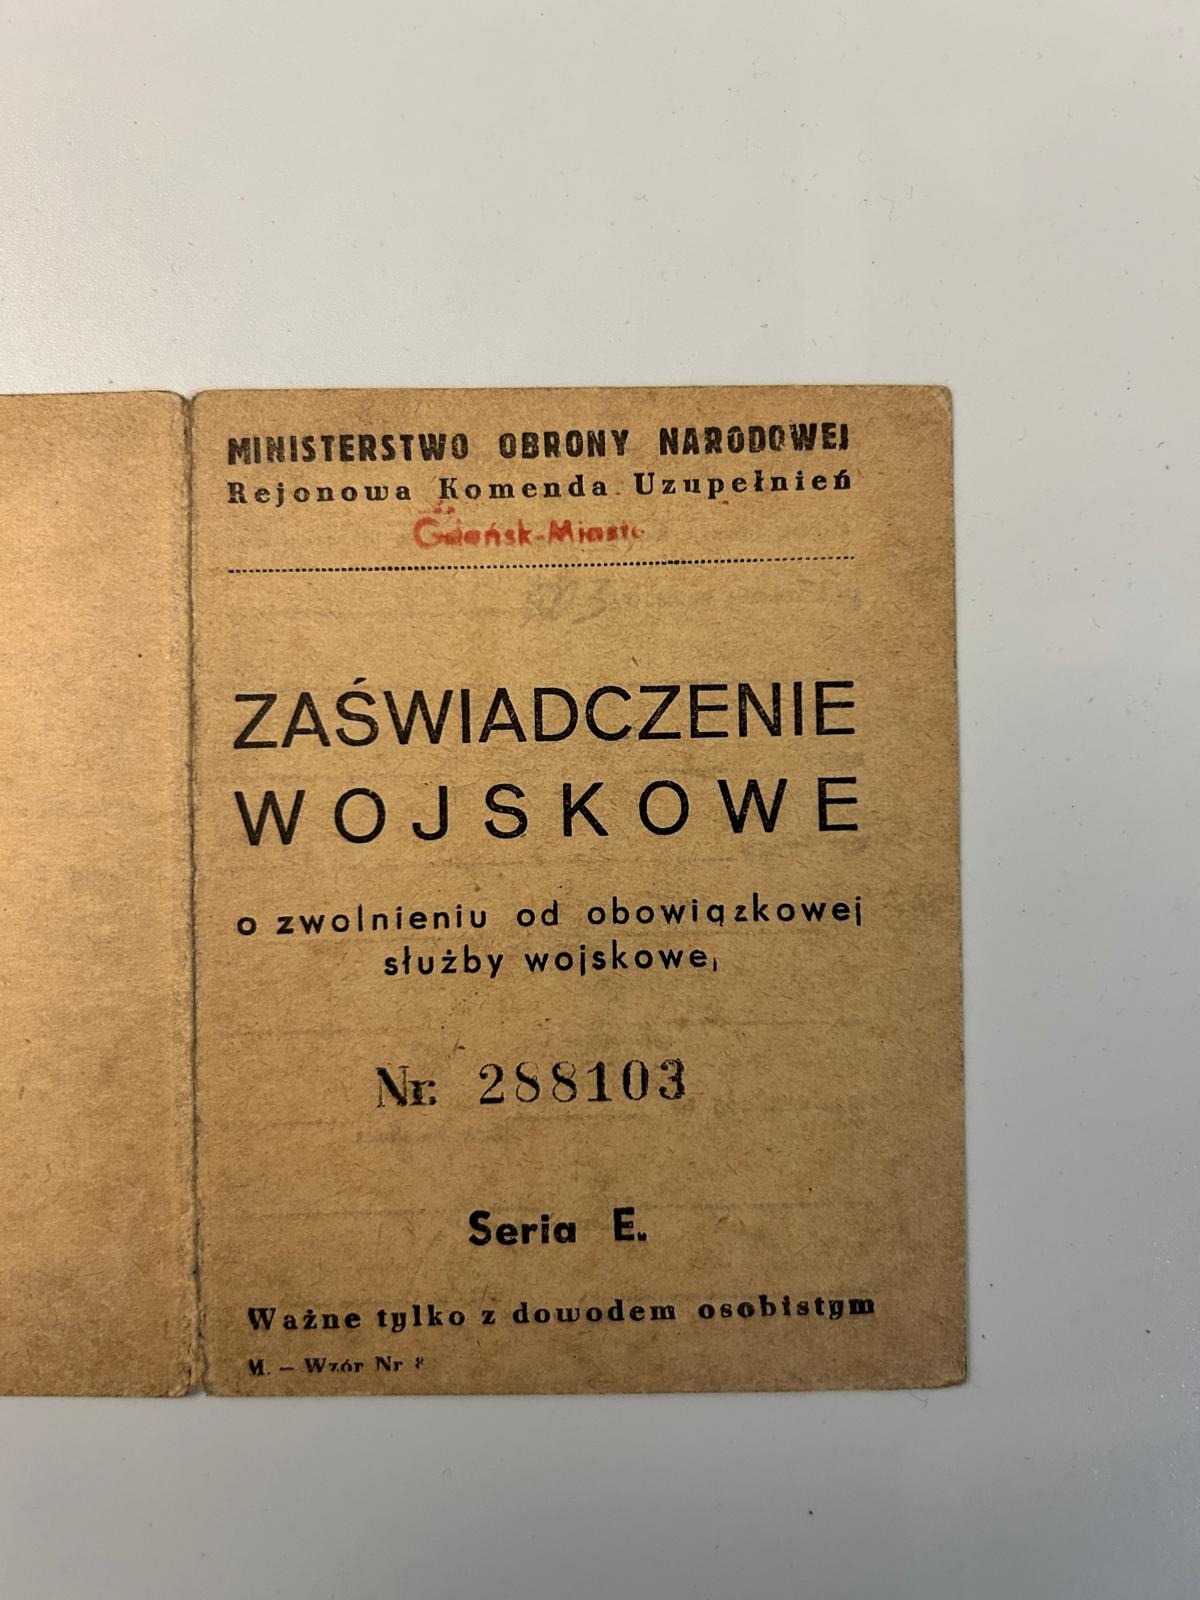 MINISTERSTWO OBRONY NARODOWEJ
Rejonowa Komenda Uzupełnień
Gdańsk-Miasto
ZAŚWIADCZENIE
WOJSKOWE
o zwolnieniu od obowiązkowej
służby wojskowej
Nr. 288103
Seria E.
Ważne tylko z dowodem osobistym
M. – Wzór Nr 8